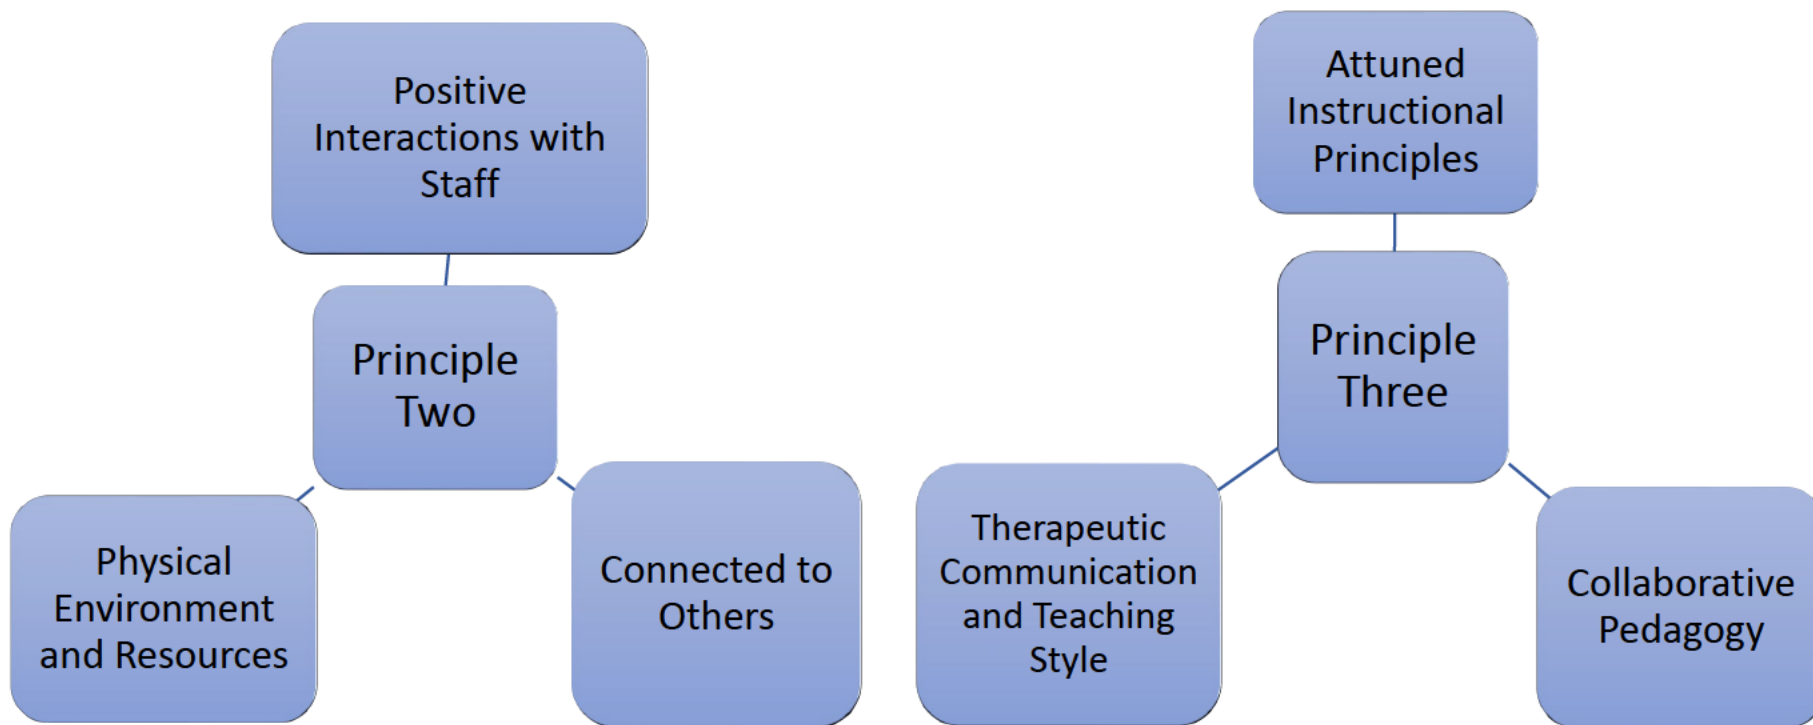 Positive
Interactions with
Staff
Principle
Two
Physical
Environment
and Resources
Connected to
Others
Attuned
Instructional
Principles
Principle
Three
Therapeutic
Communication
and Teaching
Style
Collaborative
Pedagogy